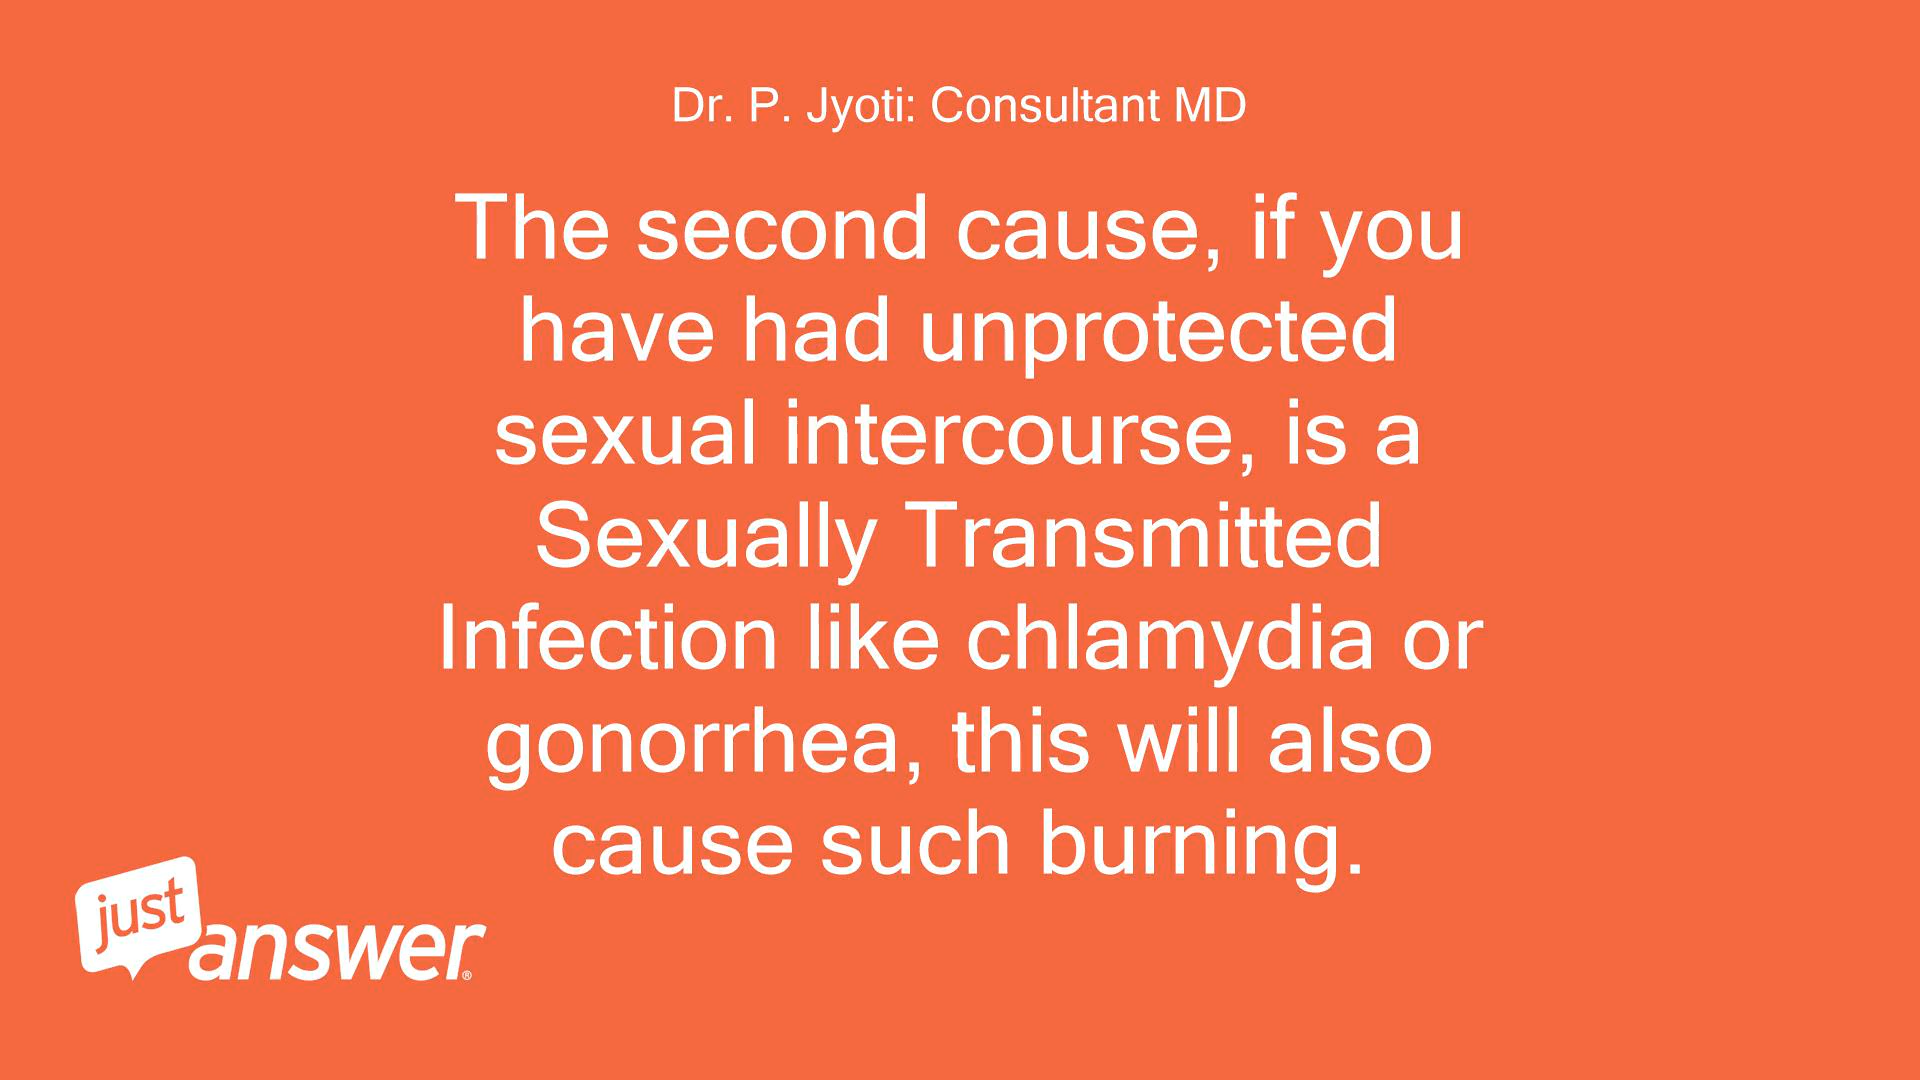 Dr. P. Jyoti: Consultant MD
The second cause, if you
have had unprotected
sexual intercourse, is a
Sexually Transmitted
Infection like chlamydia or
gonorrhea, this will also
cause such burning.
just
answer®